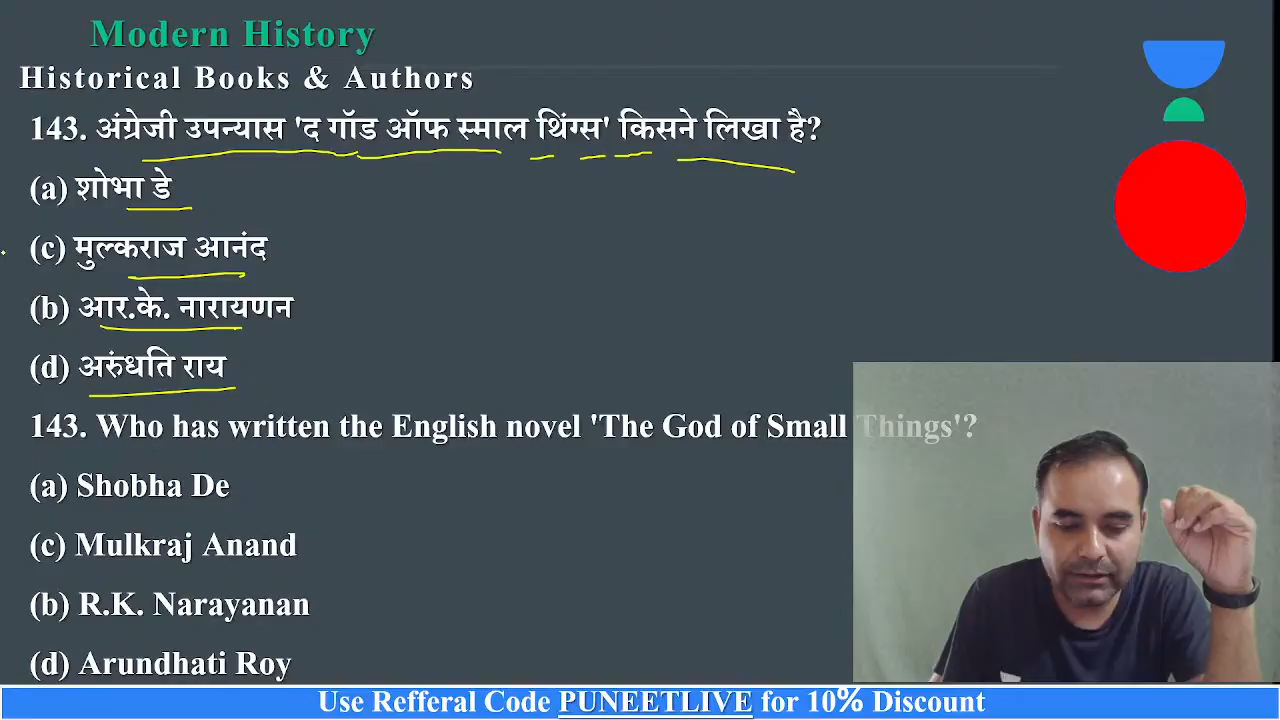 Modern History
Historical Books & Authors
143. अंग्रेजी उपन्यास 'द गॉड ऑफ स्माल थिंग्स' किसने लिखा है?
(a) शोभा डे
(c) मुल्कराज आनंद
(b) आर.के. नारायणन
(d) अरुंधति राय
143. Who has written the English novel 'The God of Small Things'?
(a) Shobha De
(c) Mulkraj Anand
(b) R.K. Narayanan
(d) Arundhati Roy
Use Refferal Code PUNEETLIVE for 10% Discount